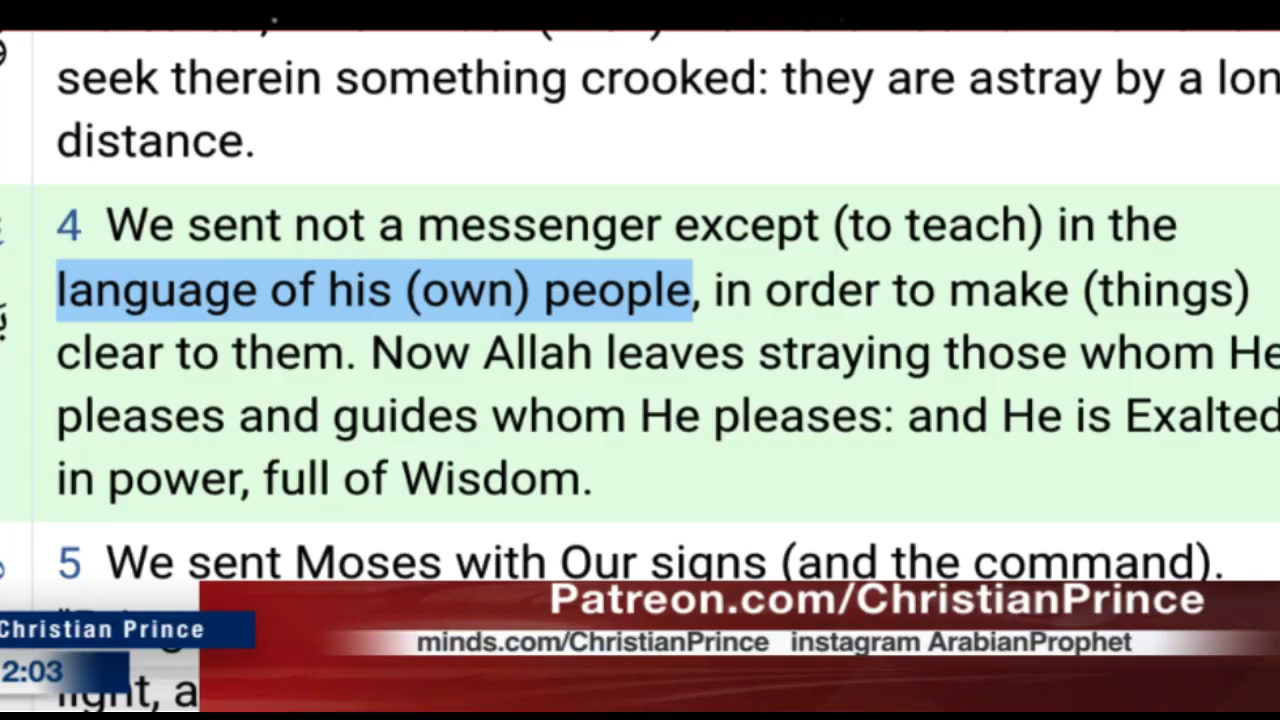 seek therein something crooked: they are astray by a
distance.
4 We sent not a messenger except (to teach) in the
language of his (own) people, in order to make (things)
clear to them. Now Allah leaves straying those whom He
pleases and guides whom He pleases: and He is Exalted
in power, full of Wisdom.
5 We sent Moses with Our signs (and the command).
Patreon.com/ChristianPrince
Christian Prince
minds.com/ChristianPrince instagram ArabianProphet
2:03
light, a